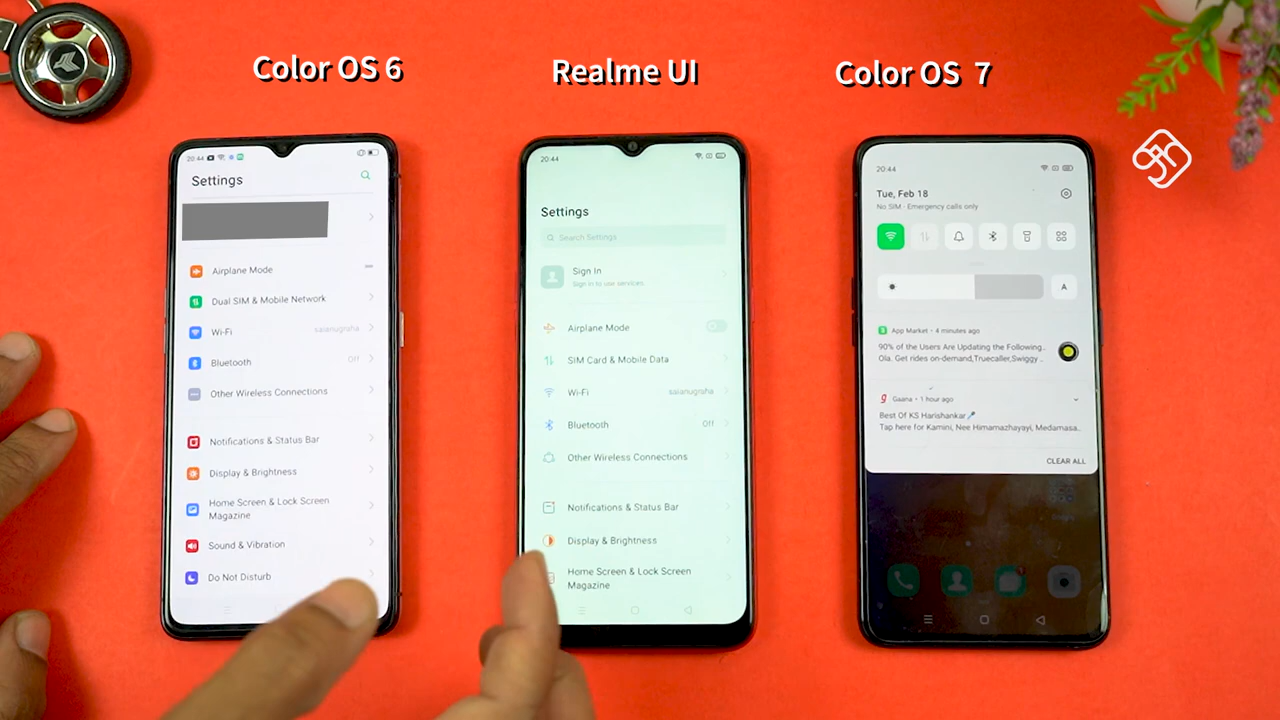 Color OS 6
Realme UI
Color OS 7
20:44
Settings
Airplane Mode
Dual SIM & Mobile Network
Wi-Fi saianugraha
Bluetooth Off
Other Wireless Connections
Notifications & Status Bar
Display & Brightness
Home Screen & Lock Screen
Magazine
Sound & Vibration
Do Not Disturb
20:44
Settings
Search Settings
Sign In
Sign in to use services.
Airplane Mode
SIM Card & Mobile Data
Wi-Fi saianugraha
Bluetooth Off
Other Wireless Connections
Notifications & Status Bar
Display & Brightness
Home Screen & Lock Screen
Magazine
20:44
Tue, Feb 18
No SIM - Emergency calls only
A
App Market • 4 minutes ago
90% of the Users Are Updating the Following..
Ola. Get rides on-demand,Truecaller,Swiggy ..
Gaana • 1 hour ago
Best Of KS Harishankar🎤
Tap here for Kamini, Nee Himamazhayayi, Medamasa..
CLEAR ALL